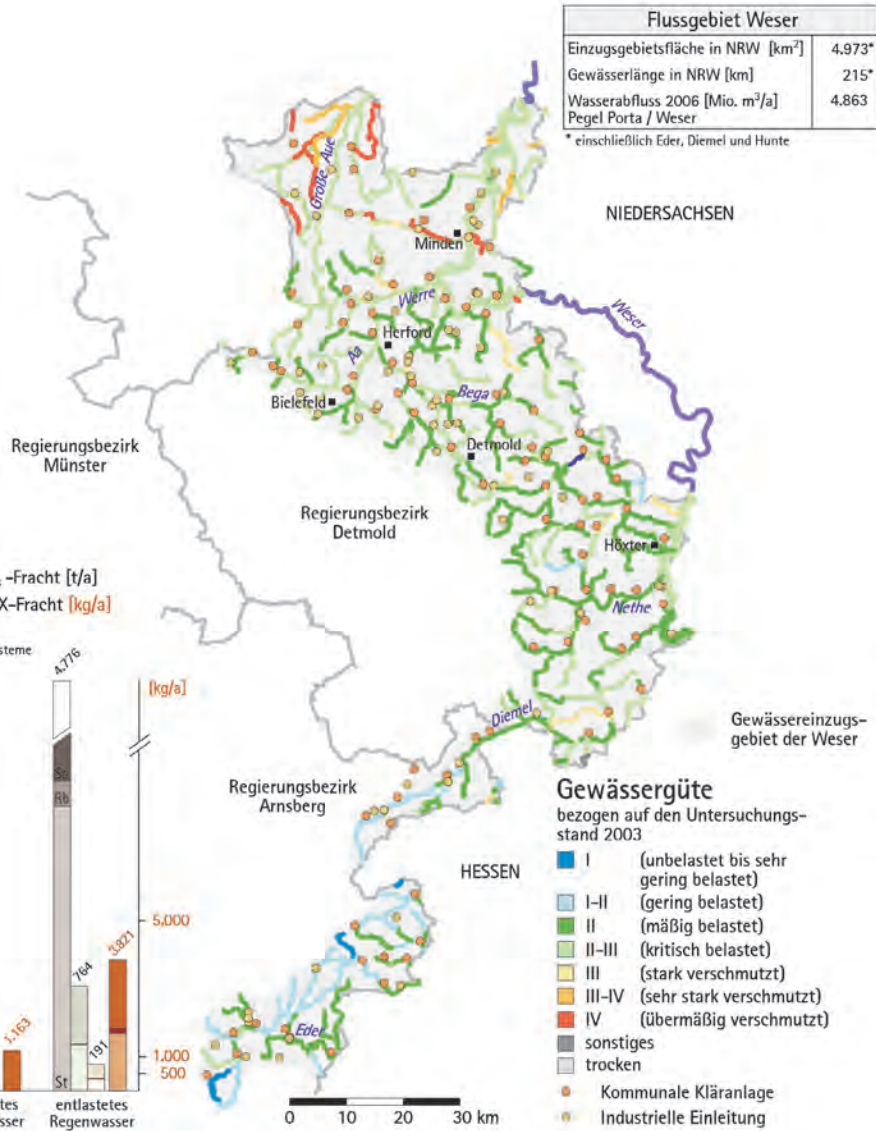 Flussgebiet Weser
Einzugsgebietsfläche in NRW [km²] 4.973*
Gewässerlänge in NRW [km] 215*
Wasserabfluss 2006 [Mio. m³/a] 4.863
Pegel Porta / Weser
* einschließlich Eder, Diemel und Hunte
NIEDERSACHSEN
Große Aue
Minden
Weser
Werre
Herford
Aa
Bega
Bielefeld
Detmold
Regierungsbezirk
Münster
Regierungsbezirk
Detmold
Höxter
Nethe
-Fracht [t/a]
X-Fracht [kg/a]
steme
4.776
[kg/a]
Rb
St
764
191
3.821
1.163
5.000
1.000
500
tes
sser
entlastetes
Regenwasser
Diemel
Gewässereinzugs-
gebiet der Weser
Regierungsbezirk
Arnsberg
HESSEN
Eder
Gewässergüte
bezogen auf den Untersuchungs-
stand 2003
I (unbelastet bis sehr
gering belastet)
I-II (gering belastet)
II (mäßig belastet)
II-III (kritisch belastet)
III (stark verschmutzt)
III-IV (sehr stark verschmutzt)
IV (übermäßig verschmutzt)
sonstiges
trocken
Kommunale Kläranlage
Industrielle Einleitung
0 10 20 30 km